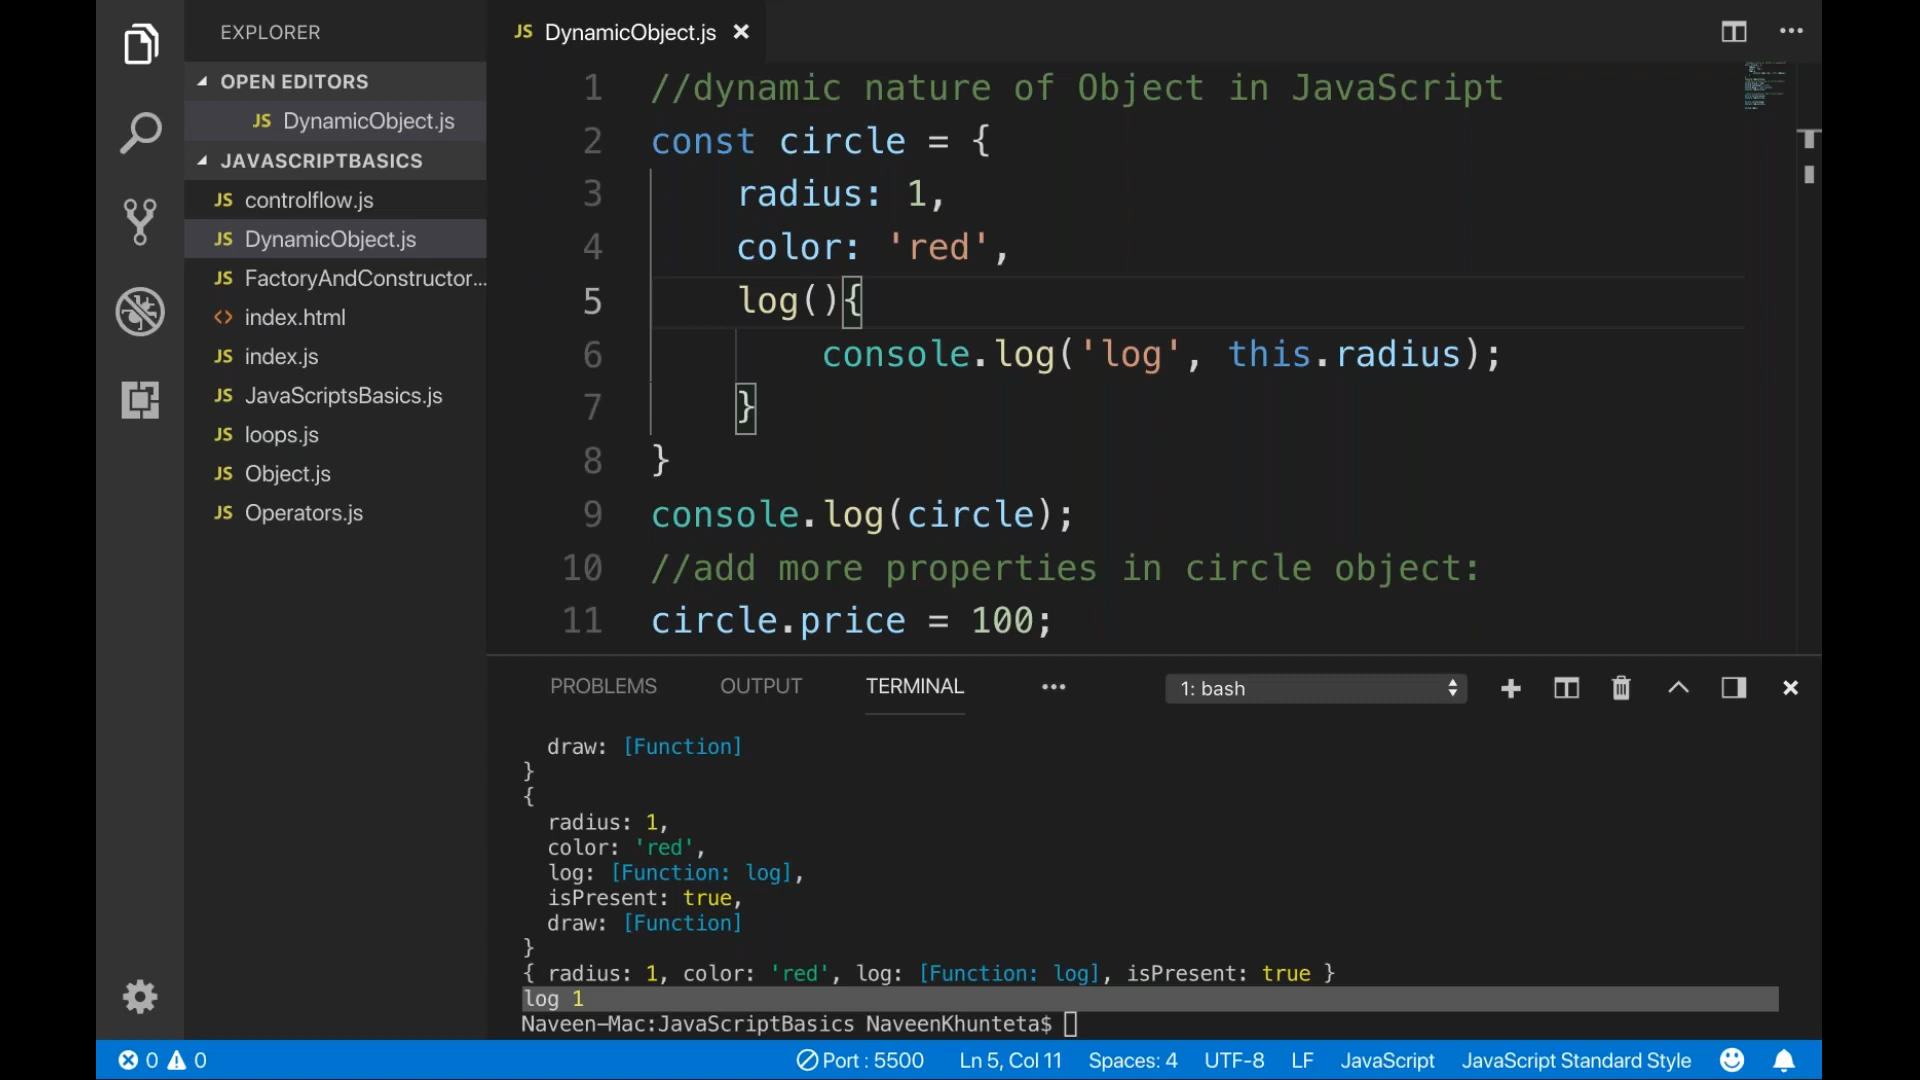 EXPLORER
OPEN EDITORS
JS DynamicObject.js
JAVASCRIPTBASICS
JS controlflow.js
JS DynamicObject.js
JS FactoryAndConstructor...
<> index.html
JS index.js
JS JavaScriptsBasics.js
JS loops.js
JS Object.js
JS Operators.js
JS DynamicObject.js
1 //dynamic nature of Object in JavaScript
2 const circle = {
3 radius: 1,
4 color: 'red',
5 log(){
6 console.log('log', this.radius);
7 }
8 }
9 console.log(circle);
10 //add more properties in circle object:
11 circle.price = 100;
PROBLEMS OUTPUT TERMINAL ••• 1: bash
draw: [Function]
}
{
radius: 1,
color: 'red',
log: [Function: log],
isPresent: true,
draw: [Function]
}
{ radius: 1, color: 'red', log: [Function: log], isPresent: true }
log 1
Naveen-Mac:JavaScriptBasics NaveenKhunteta$
0 0 Port : 5500 Ln 5, Col 11 Spaces: 4 UTF-8 LF JavaScript JavaScript Standard Style